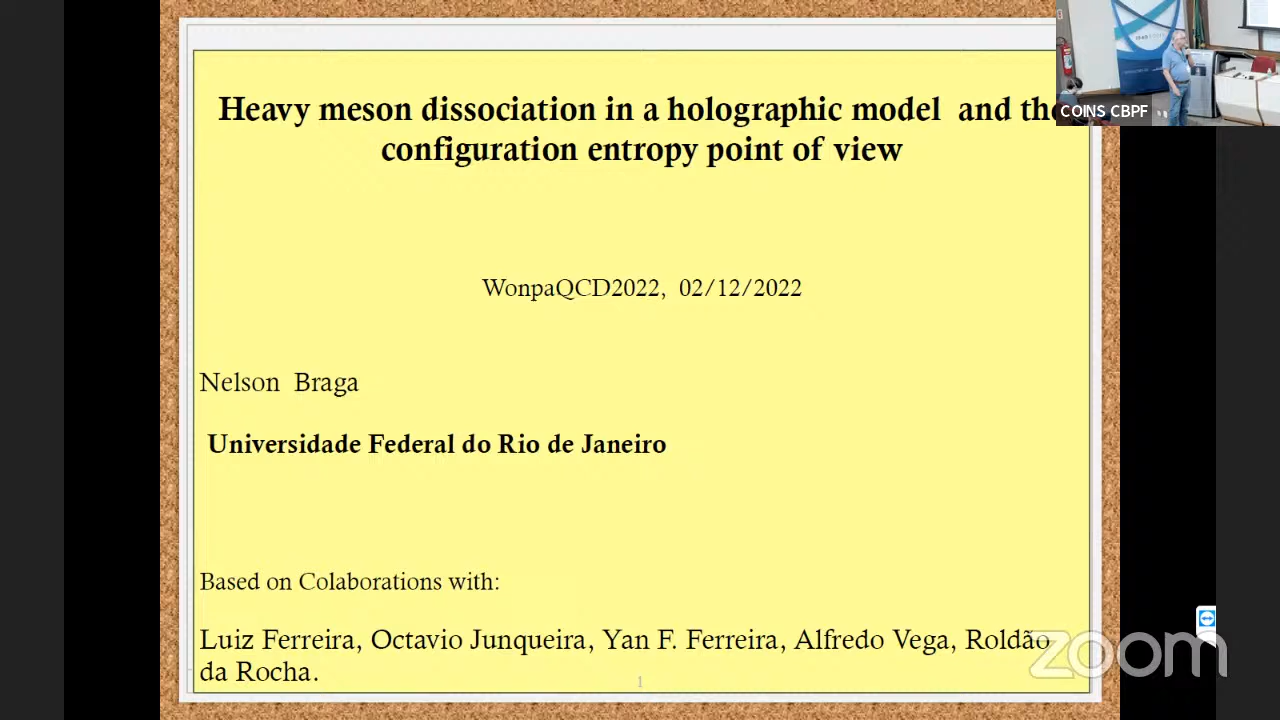 Heavy meson dissociation in a holographic model and the
configuration entropy point of view
COINS CBPF
WonpaQCD2022, 02/12/2022
Nelson Braga
Universidade Federal do Rio de Janeiro
Based on Colaborations with:
Luiz Ferreira, Octavio Junqueira, Yan F. Ferreira, Alfredo Vega, Roldão
da Rocha.
1
zoom